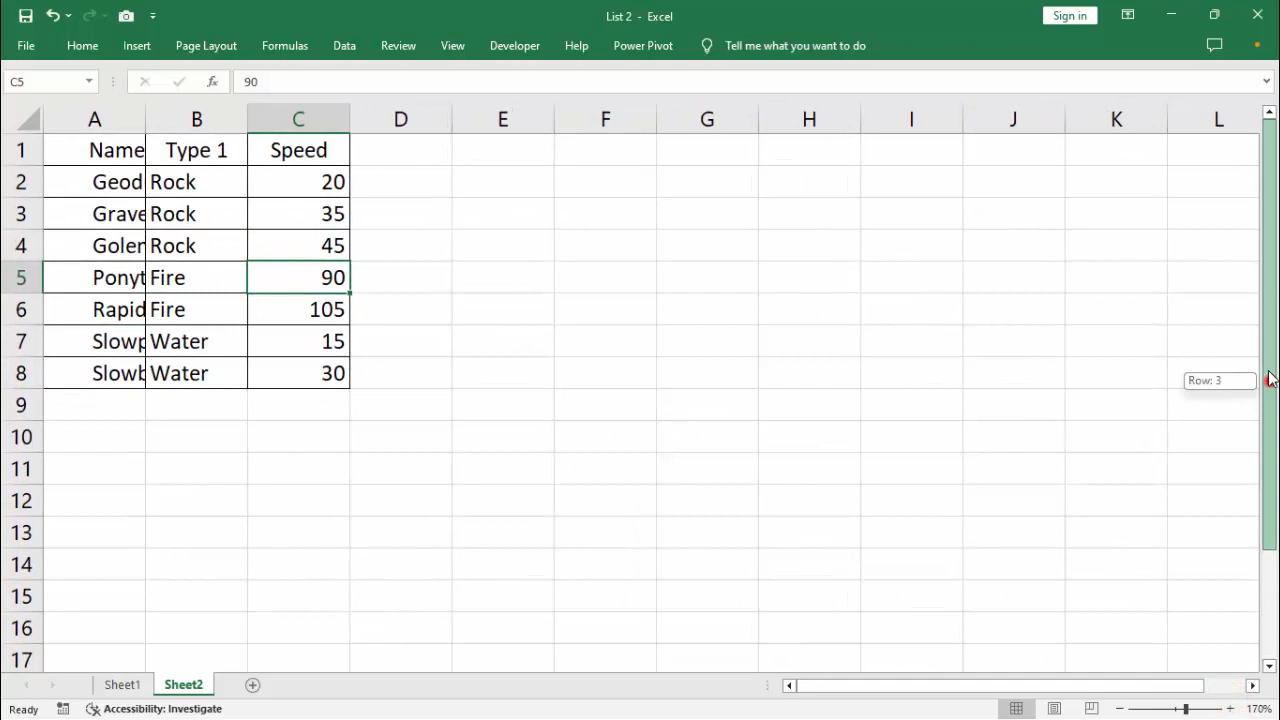 List 2 - Excel
Sign in
File Home Insert Page Layout Formulas Data Review View Developer Help Power Pivot Tell me what you want to do
C5 fx 90
A B C D E F G H I J K L
1 Name Type 1 Speed
2 Geod Rock 20
3 Grave Rock 35
4 Goler Rock 45
5 Ponyt Fire 90
6 Rapid Fire 105
7 Slowp Water 15
8 Slowb Water 30
Row: 3
9
10
11
12
13
14
15
16
17
Sheet1 Sheet2
Ready Accessibility: Investigate 170%